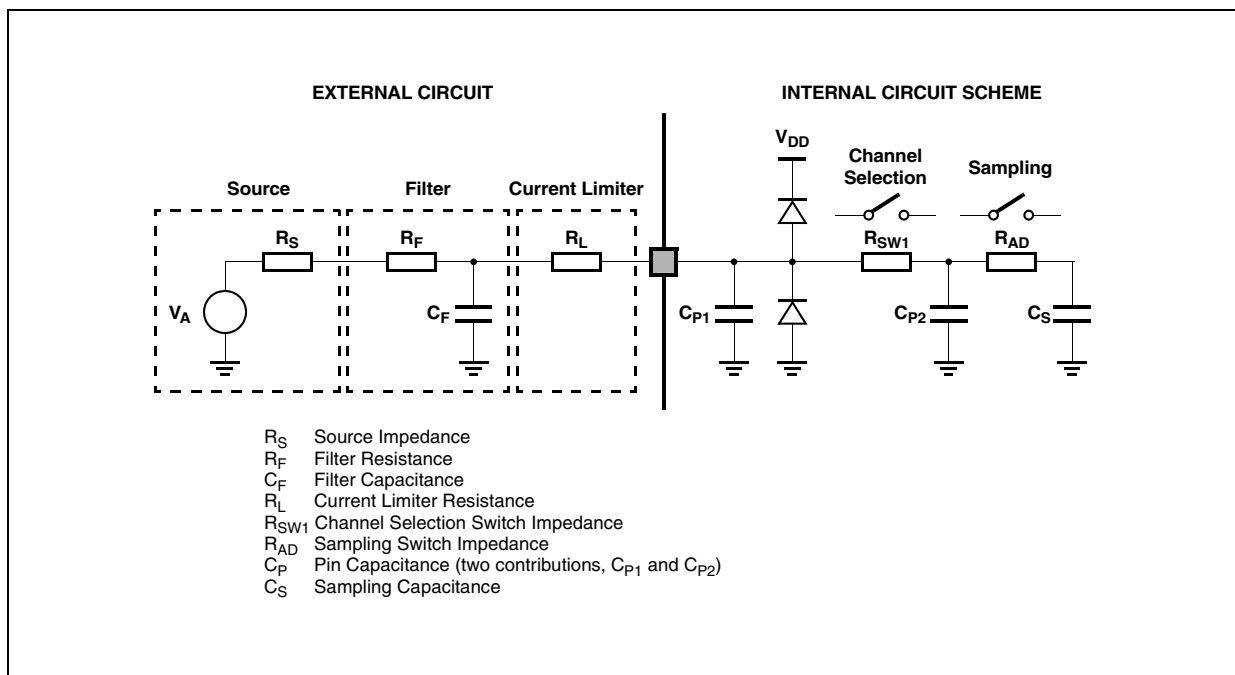 EXTERNAL CIRCUIT
INTERNAL CIRCUIT SCHEME
VDD
Channel
Selection
Sampling
Source
Filter
Current Limiter
RS
RF
RL
RSW1
RAD
VA
CF
CP1
CP2
CS
RS Source Impedance
RF Filter Resistance
CF Filter Capacitance
RL Current Limiter Resistance
RSW1 Channel Selection Switch Impedance
RAD Sampling Switch Impedance
CP Pin Capacitance (two contributions, CP1 and CP2)
CS Sampling Capacitance